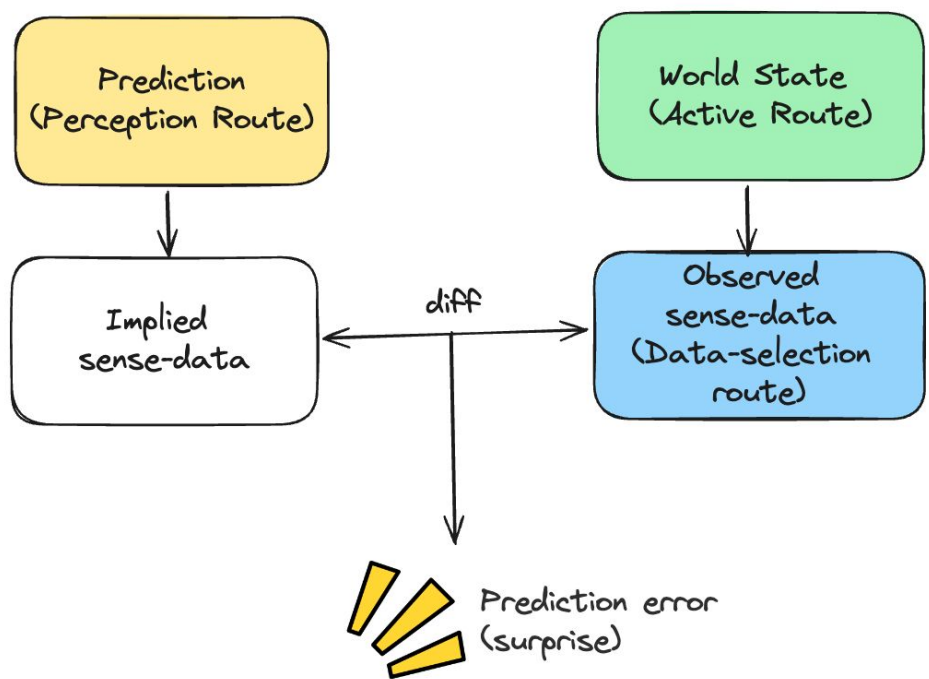 Prediction
(Perception Route)
World State
(Active Route)
Implied
sense-data
diff
Observed
sense-data
(Data-selection
route)
Prediction error
(surprise)